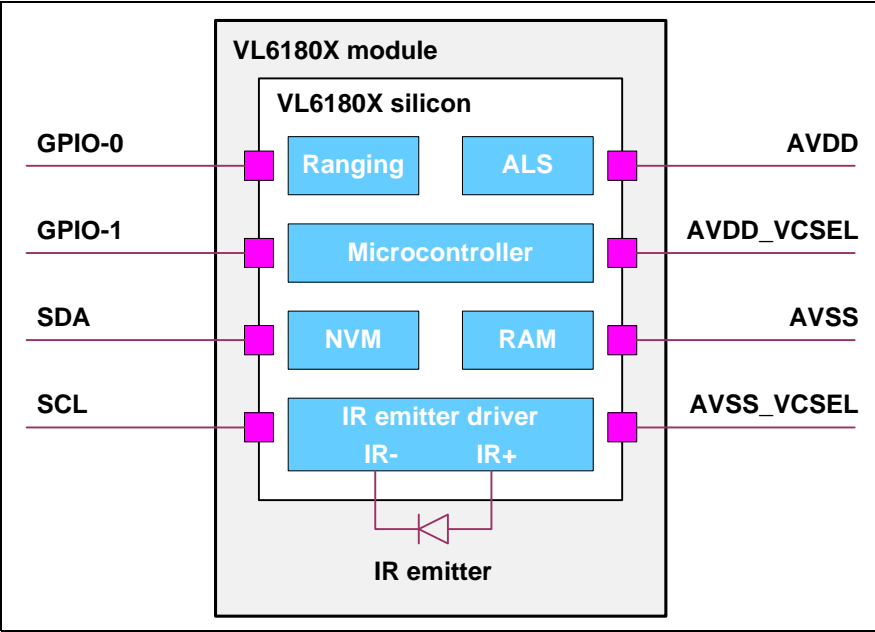 VL6180X module
VL6180X silicon
GPIO-0
Ranging
ALS
AVDD
GPIO-1
Microcontroller
AVDD_VCSEL
SDA
NVM
RAM
AVSS
SCL
IR emitter driver
AVSS_VCSEL
IR-
IR+
IR emitter